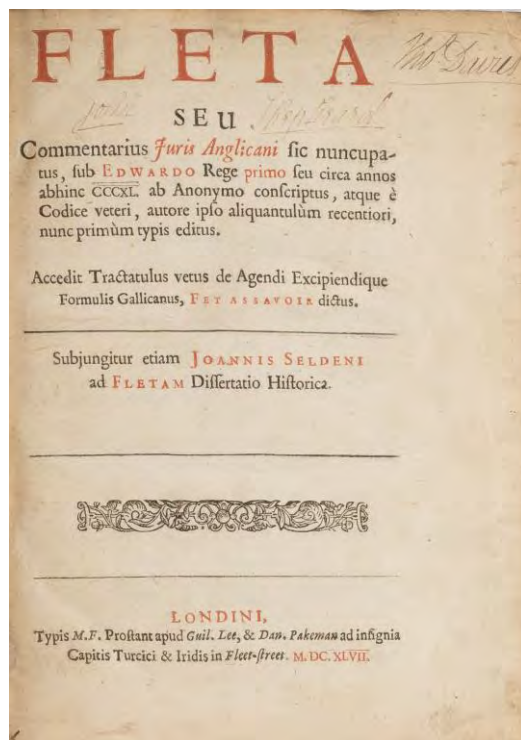 FLETA
SEU
Commentarius Juris Anglicani ſic nuncupa-
tus, ſub EDWARDO Rege primo ſeu circa annos
abhinc CCCXL. ab Anonymo conſcriptus, atque è
Codice veteri, autore ipſo aliquantulùm recentiori,
nunc primùm typis editus.
Accedit Tractatulus vetus de Agendi Excipiendique
Formulis Gallicanus, FET ASSAVOIR dictus.
Subjungitur etiam JOANNIS SELDENI
ad FLETAM Diſſertatio Hiſtorica.
LONDINI,
Typis M.F. Proſtant apud Guil. Lee, & Dan. Pakeman ad inſignia
Capitis Turcici & Iridis in Fleet-ſtreet. M. DC. XLVII.